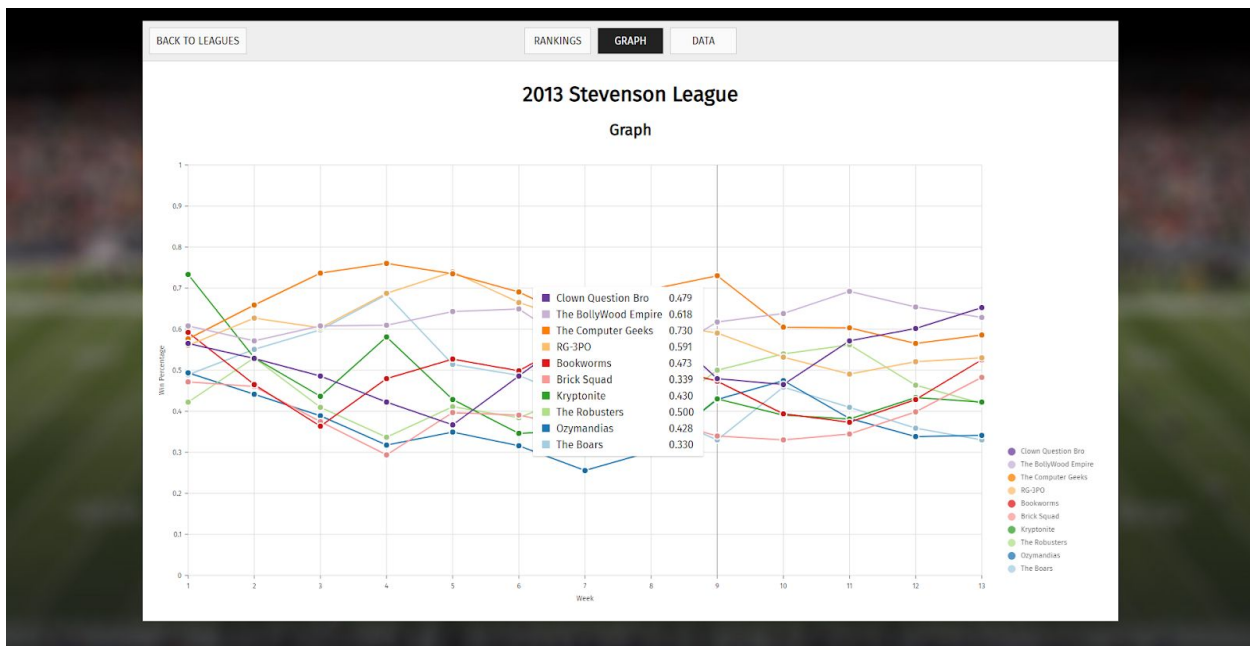 BACK TO LEAGUES
RANKINGS
GRAPH
DATA
2013 Stevenson League
Graph
1
0.9
0.8
0.7
0.6
0.5
0.4
0.3
0.2
0.1
0
Win Percentage
Clown Question Bro 0.479
The BollyWood Empire 0.618
The Computer Geeks 0.730
RG-3PO 0.591
Bookworms 0.473
Brick Squad 0.339
Kryptonite 0.430
The Robusters 0.500
Ozymandias 0.428
The Boars 0.330
1 2 3 4 5 6 7 8 9 10 11 12 13
Week
Clown Question Bro
The BollyWood Empire
The Computer Geeks
RG-3PO
Bookworms
Brick Squad
Kryptonite
The Robusters
Ozymandias
The Boars